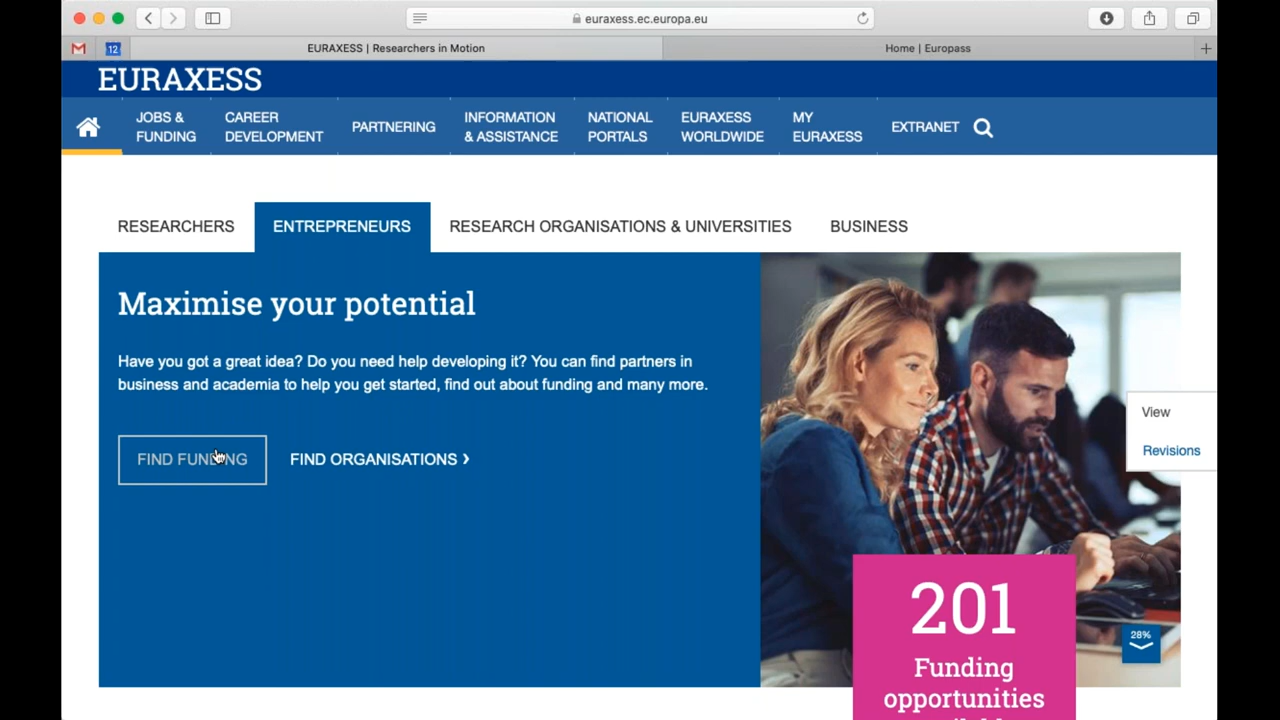 euraxess.ec.europa.eu
12
EURAXESS | Researchers in Motion
Home | Europass
EURAXESS
JOBS &
FUNDING
CAREER
DEVELOPMENT
PARTNERING
INFORMATION
& ASSISTANCE
NATIONAL
PORTALS
EURAXESS
WORLDWIDE
MY
EURAXESS
EXTRANET
RESEARCHERS
ENTREPRENEURS
RESEARCH ORGANISATIONS & UNIVERSITIES
BUSINESS
Maximise your potential
Have you got a great idea? Do you need help developing it? You can find partners in
business and academia to help you get started, find out about funding and many more.
FIND FUNDING
FIND ORGANISATIONS ❯
View
Revisions
201
Funding
opportunities
28%